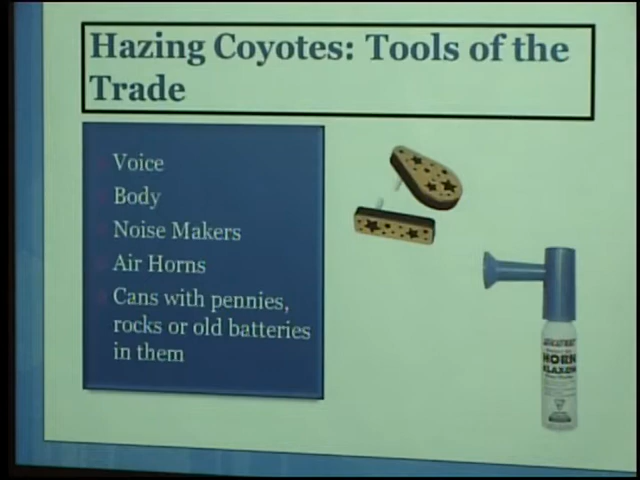 Hazing Coyotes: Tools of the
Trade
Voice
Body
Noise Makers
Air Horns
Cans with pennies,
rocks or old batteries
in them
HORN